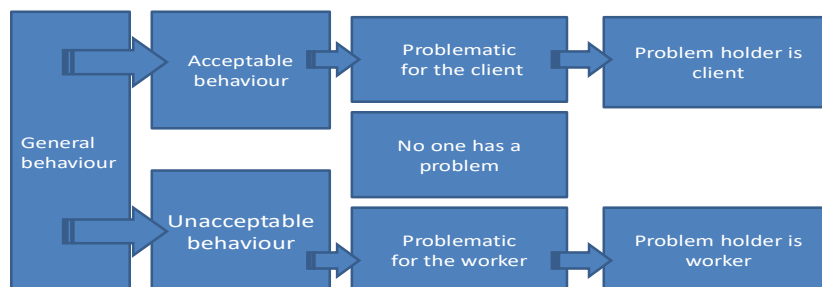 General
behaviour
Acceptable
behaviour
Problematic
for the client
Problem holder is
client
No one has a
problem
Unacceptable
behaviour
Problematic
for the worker
Problem holder is
worker